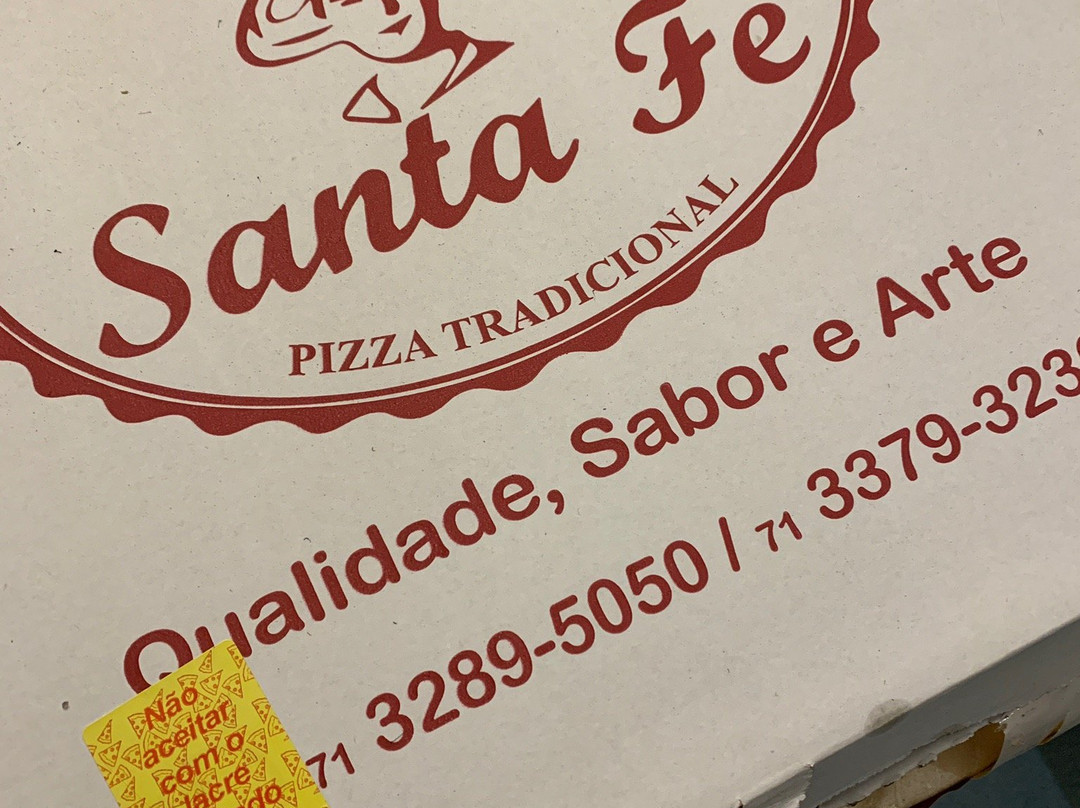 Santa Fe
PIZZA TRADICIONAL
Qualidade, Sabor e Arte
71 3289-5050 / 71 3379-323
Não
aceitar
com o
lacre